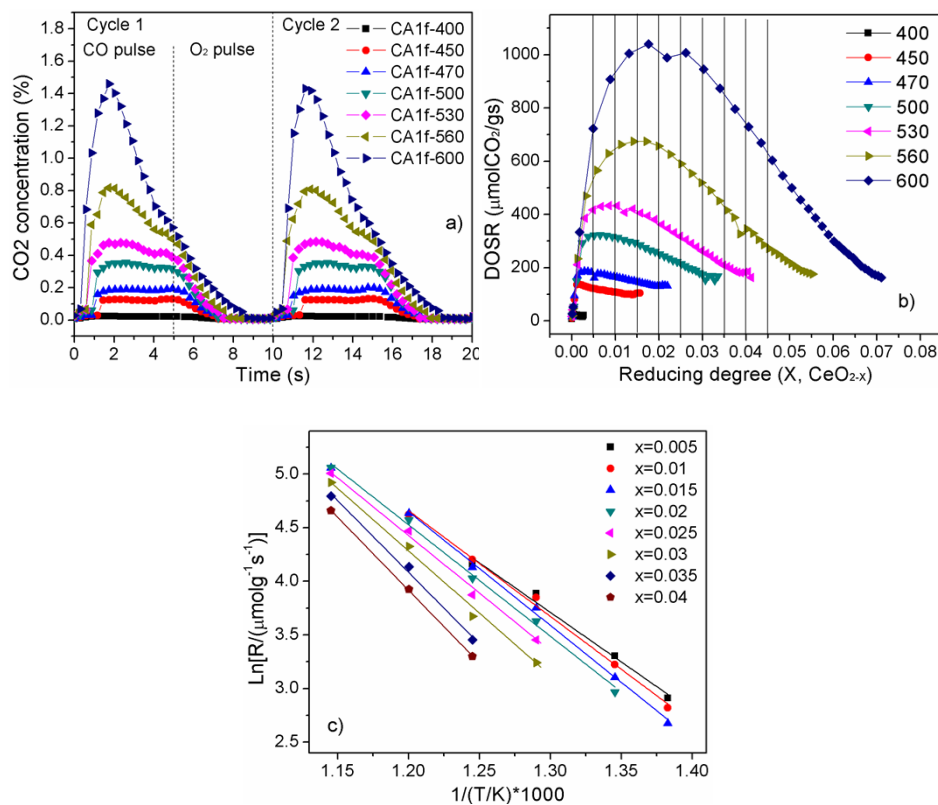 Cycle 1
CO pulse
O₂ pulse
Cycle 2
CA1f-400
CA1f-450
CA1f-470
CA1f-500
CA1f-530
CA1f-560
CA1f-600
a)
CO2 concentration (%)
1.8
1.6
1.4
1.2
1.0
0.8
0.6
0.4
0.2
0.0
0 2 4 6 8 10 12 14 16 18 20
Time (s)
400
450
470
500
530
560
600
b)
DOSR (μmolCO₂/gs)
1000
800
600
400
200
0
0.00 0.01 0.02 0.03 0.04 0.05 0.06 0.07 0.08
Reducing degree (X, CeO₂₋ₓ)
x=0.005
x=0.01
x=0.015
x=0.02
x=0.025
x=0.03
x=0.035
x=0.04
c)
Ln[R/(μmolg⁻¹s⁻¹)]
5.0
4.5
4.0
3.5
3.0
2.5
1.15 1.20 1.25 1.30 1.35 1.40
1/(T/K)*1000